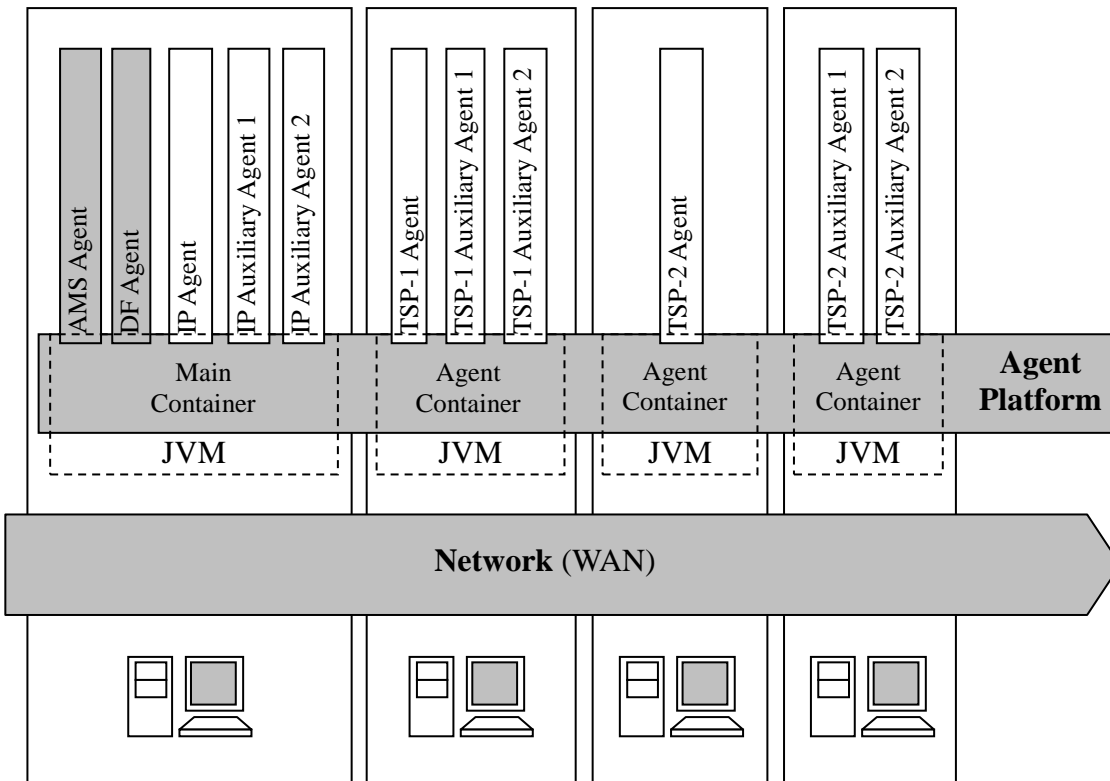 AMS Agent
DF Agent
IP Agent
IP Auxiliary Agent 1
IP Auxiliary Agent 2
TSP-1 Agent
TSP-1 Auxiliary Agent 1
TSP-1 Auxiliary Agent 2
TSP-2 Agent
TSP-2 Auxiliary Agent 1
TSP-2 Auxiliary Agent 2
Main
Container
Agent
Container
Agent
Container
Agent
Container
Agent
Platform
JVM
JVM
JVM
JVM
Network (WAN)